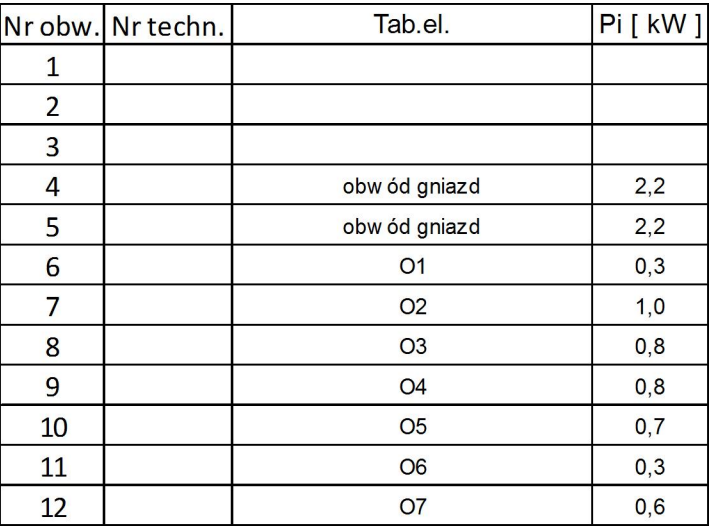 Nr obw. Nr techn. Tab.el. Pi [ kW ]
1
2
3
4 obw ód gniazd 2,2
5 obw ód gniazd 2,2
6 O1 0,3
7 O2 1,0
8 O3 0,8
9 O4 0,8
10 O5 0,7
11 O6 0,3
12 O7 0,6